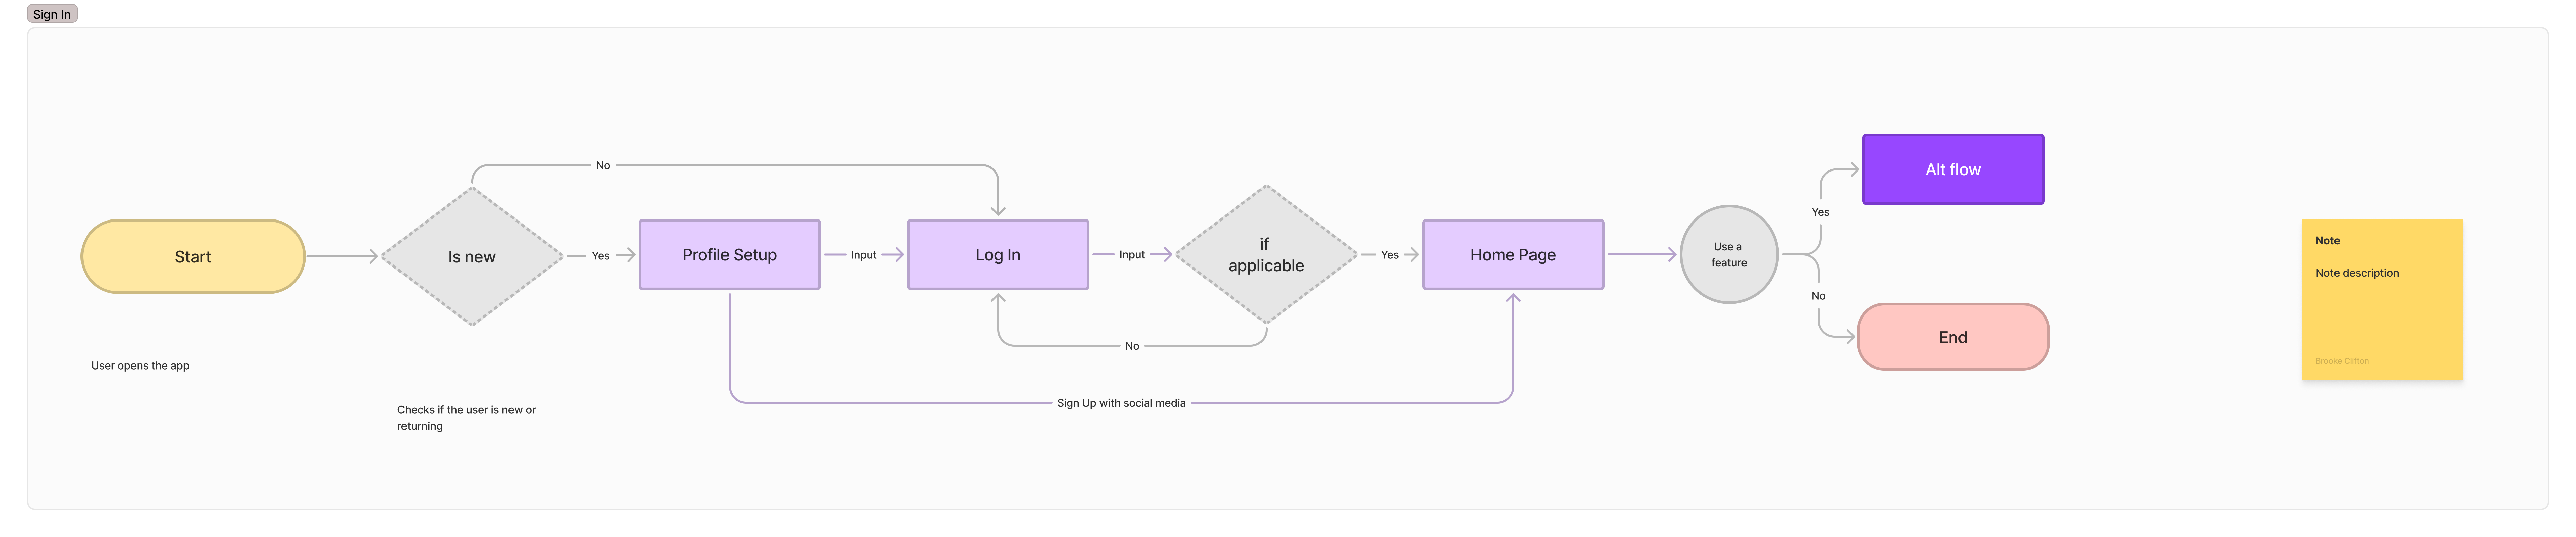 Sign In
No
Start
Is new
Yes
Profile Setup
Input
Log In
Input
if
applicable
Yes
Home Page
Use a
feature
Yes
Alt flow
No
End
No
Sign Up with social media
User opens the app
Checks if the user is new or
returning
Note
Note description
Brooke Clifton